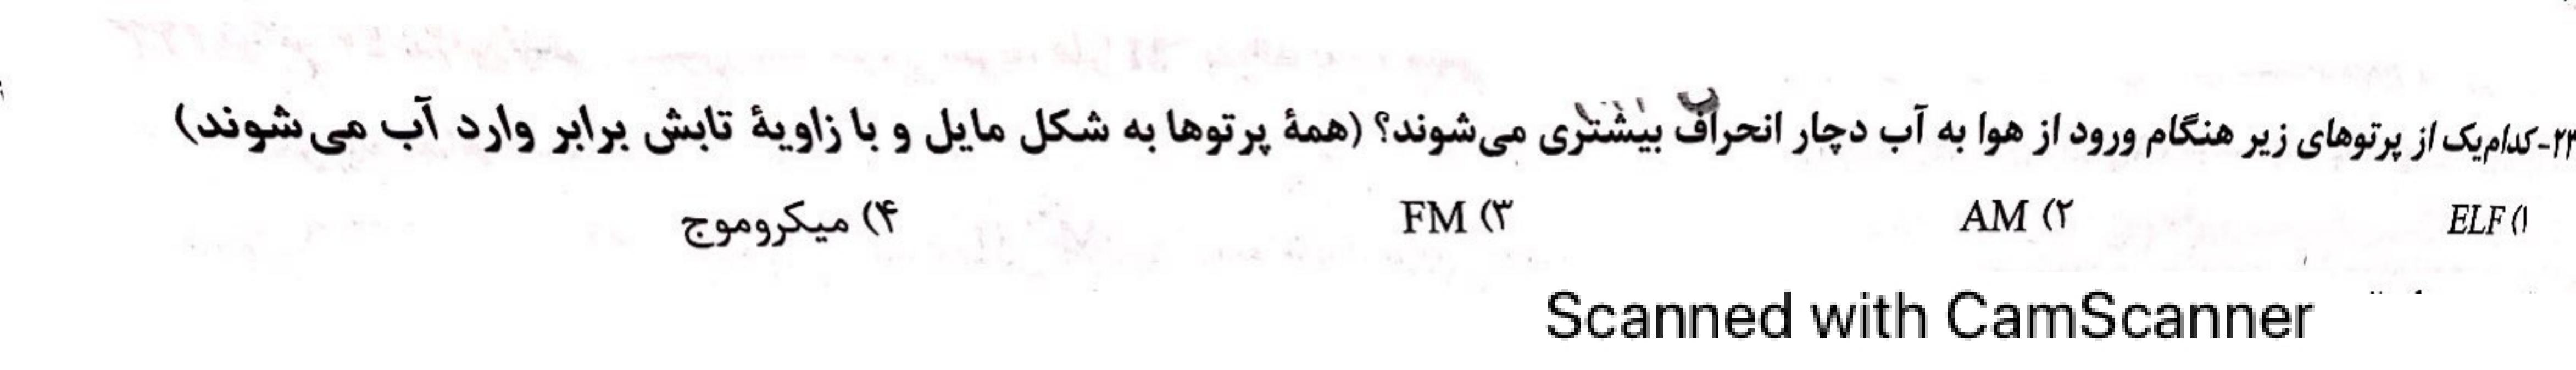 ۲۳-کدام‌یک از پرتوهای زیر هنگام ورود از هوا به آب دچار انحراف بیشتری می‌شوند؟ (همهٔ پرتوها به شکل مایل و با زاویهٔ تابش برابر وارد آب می‌شوند)
۱) ELF ۲) AM ۳) FM ۴) میکروموج
Scanned with CamScanner